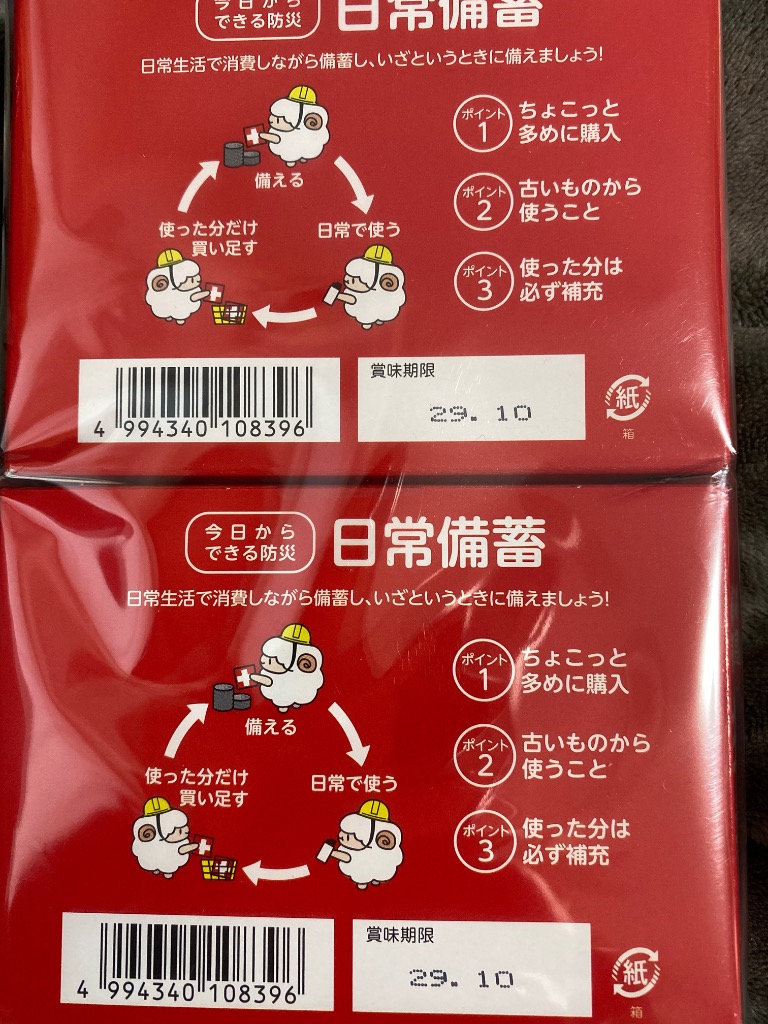 今日から
できる防災
日常備蓄
日常生活で消費しながら備蓄し、いざというときに備えましょう!
備える
日常で使う
使った分だけ
買い足す
ポイント
1
ちょこっと
多めに購入
ポイント
2
古いものから
使うこと
ポイント
3
使った分は
必ず補充
4 994340 108396
賞味期限
29. 10
紙
箱
今日から
できる防災
日常備蓄
日常生活で消費しながら備蓄し、いざというときに備えましょう!
備える
日常で使う
使った分だけ
買い足す
ポイント
1
ちょこっと
多めに購入
ポイント
2
古いものから
使うこと
ポイント
3
使った分は
必ず補充
4 994340 108396
賞味期限
29. 10
紙
箱